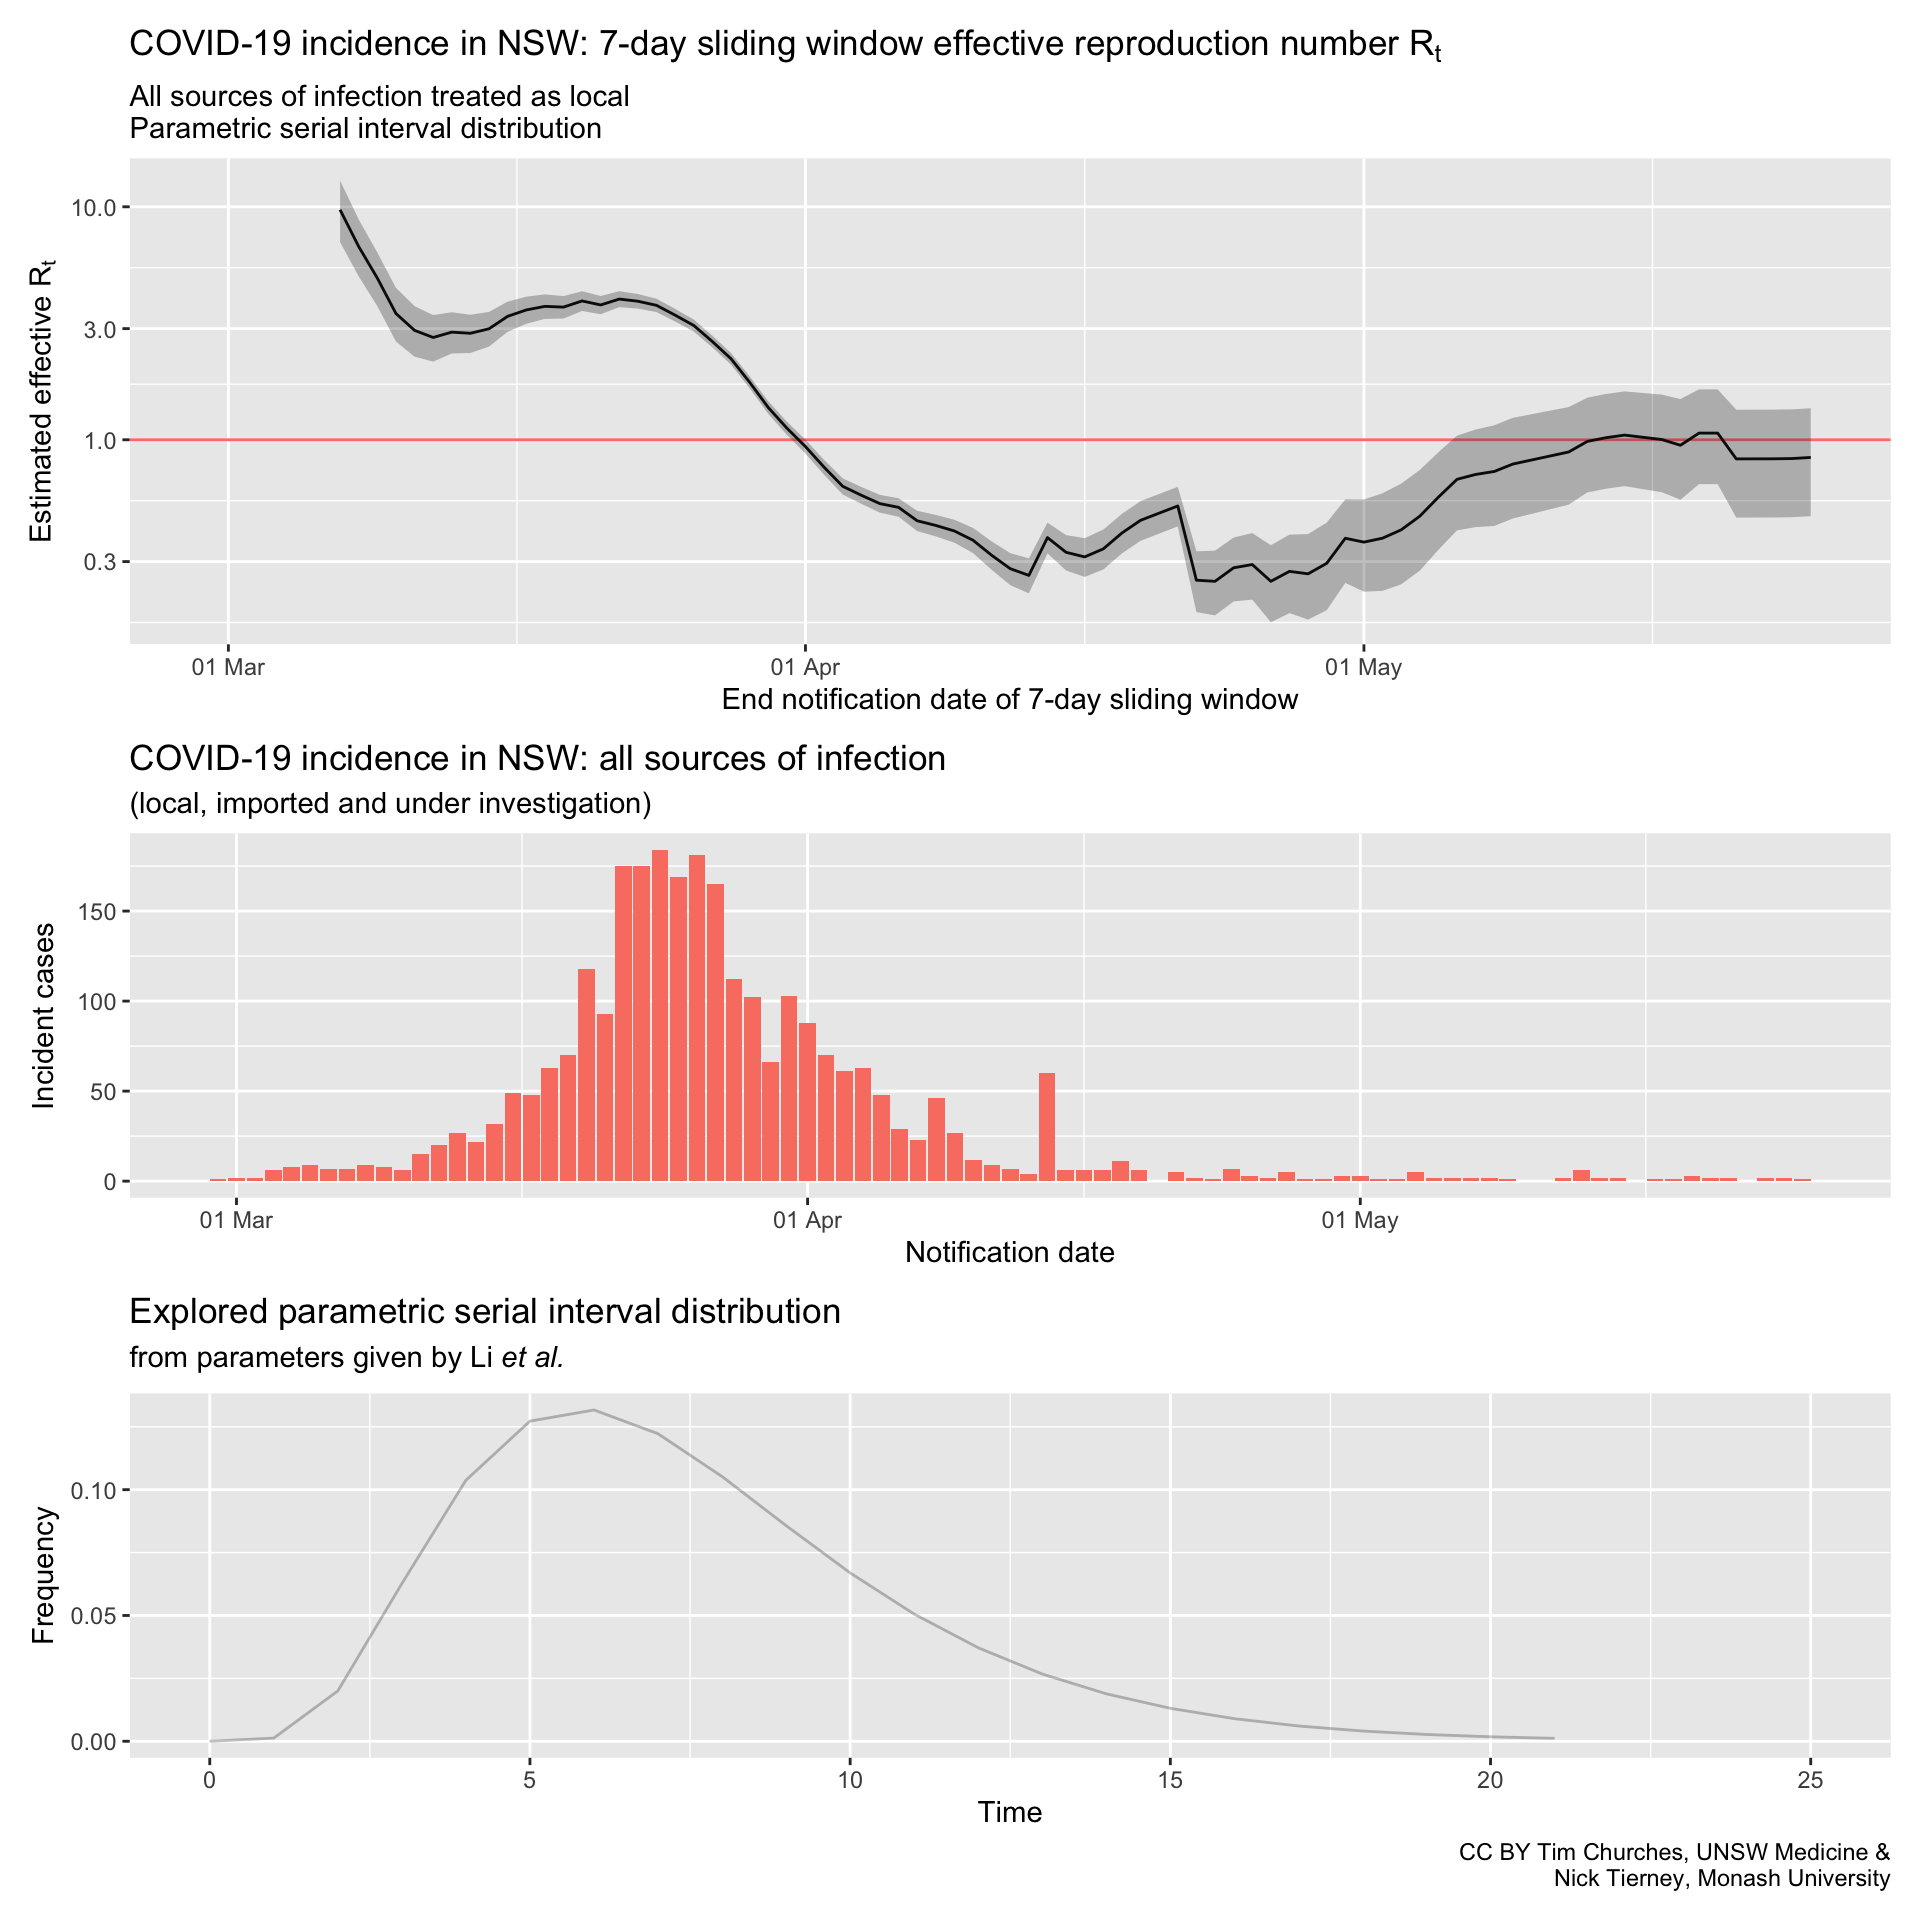 COVID-19 incidence in NSW: 7-day sliding window effective reproduction number Rt
All sources of infection treated as local
Parametric serial interval distribution
Estimated effective Rt
10.0
3.0
1.0
0.3
01 Mar
01 Apr
01 May
End notification date of 7-day sliding window
COVID-19 incidence in NSW: all sources of infection
(local, imported and under investigation)
Incident cases
150
100
50
0
01 Mar
01 Apr
01 May
Notification date
Explored parametric serial interval distribution
from parameters given by Li et al.
Frequency
0.10
0.05
0.00
0
5
10
15
20
25
Time
CC BY Tim Churches, UNSW Medicine &
Nick Tierney, Monash University